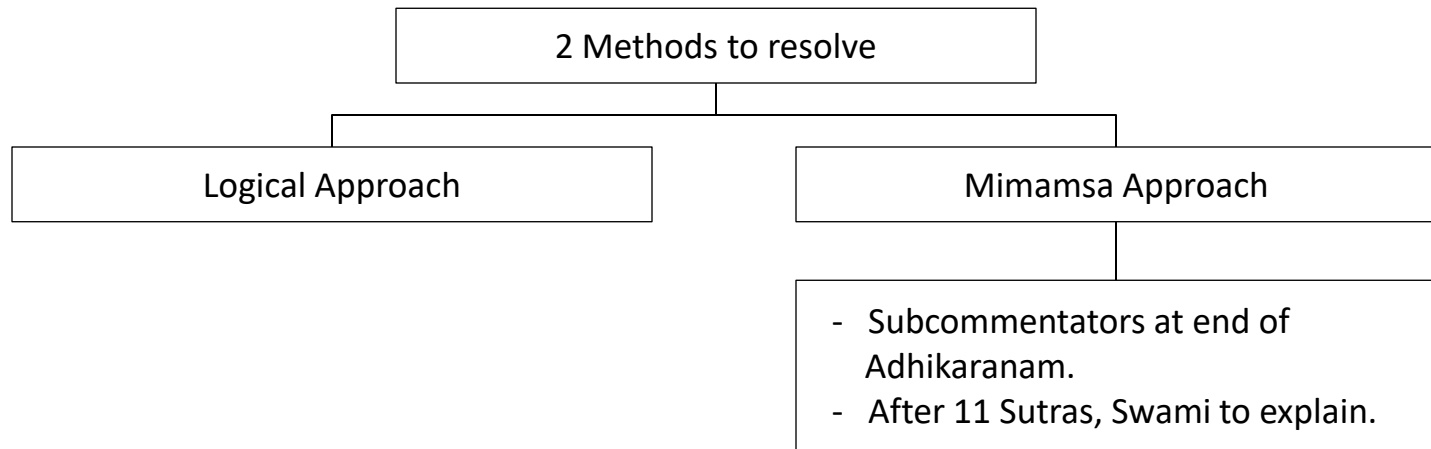 2 Methods to resolve
Logical Approach
Mimamsa Approach
- Subcommentators at end of
Adhikaranam.
- After 11 Sutras, Swami to explain.